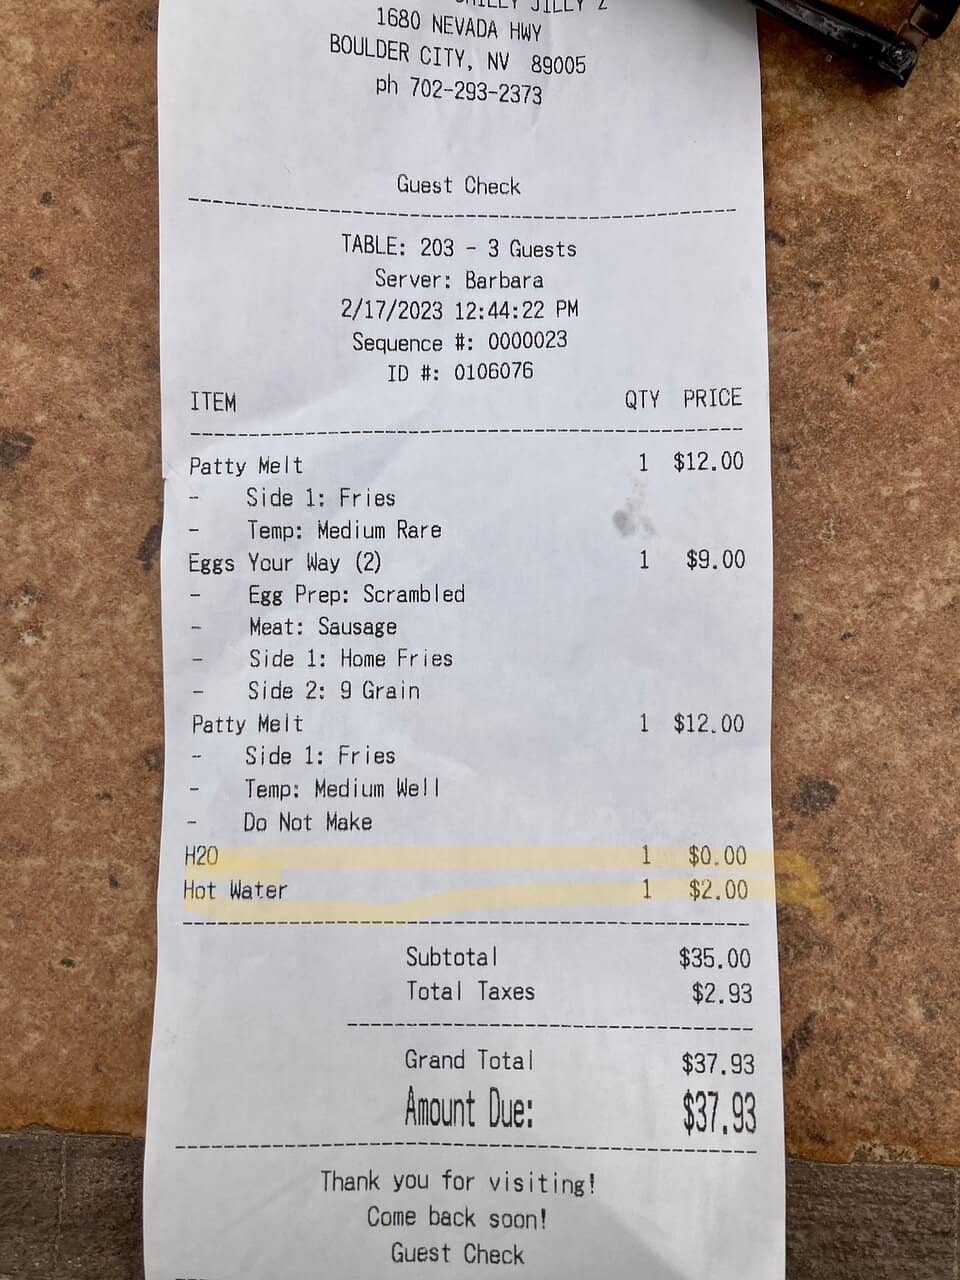 JILLY Z
1680 NEVADA HWY
BOULDER CITY, NV 89005
ph 702-293-2373
Guest Check
TABLE: 203 - 3 Guests
Server: Barbara
2/17/2023 12:44:22 PM
Sequence #: 0000023
ID #: 0106076
ITEM QTY PRICE
Patty Melt 1 $12.00
- Side 1: Fries
- Temp: Medium Rare
Eggs Your Way (2) 1 $9.00
- Egg Prep: Scrambled
- Meat: Sausage
- Side 1: Home Fries
- Side 2: 9 Grain
Patty Melt 1 $12.00
- Side 1: Fries
- Temp: Medium Well
- Do Not Make
H2O 1 $0.00
Hot Water 1 $2.00
Subtotal $35.00
Total Taxes $2.93
Grand Total $37.93
Amount Due: $37.93
Thank you for visiting!
Come back soon!
Guest Check